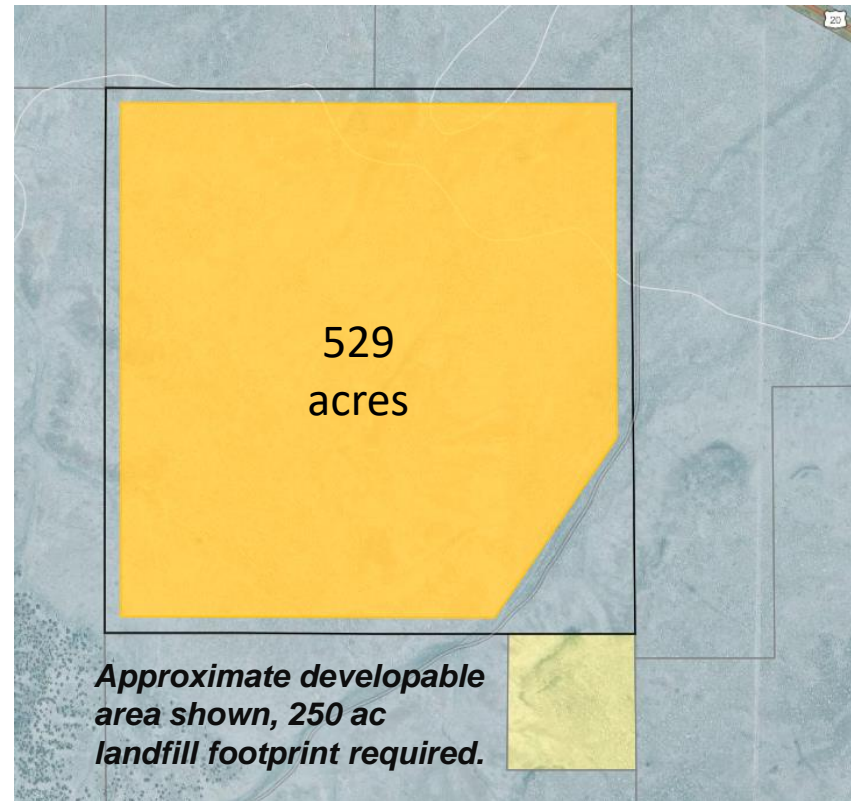 20
529
acres
Approximate developable
area shown, 250 ac
landfill footprint required.